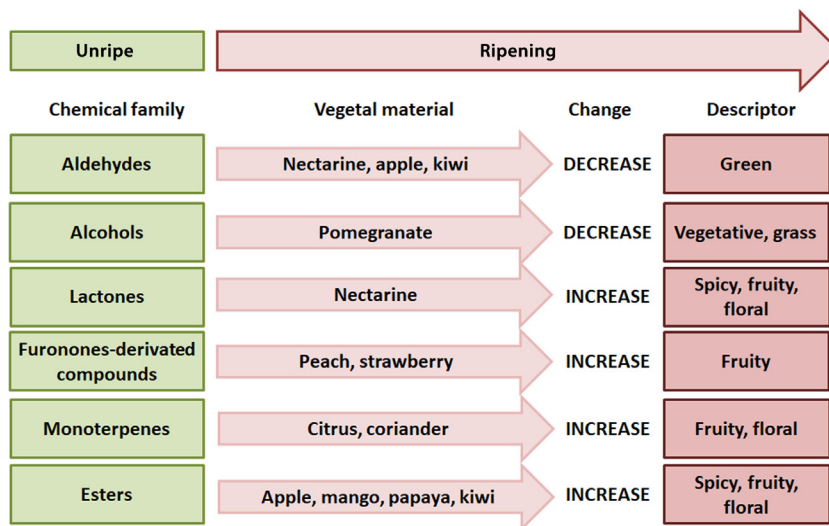 Unripe
Ripening
Chemical family
Vegetal material
Change
Descriptor
Aldehydes
Nectarine, apple, kiwi
DECREASE
Green
Alcohols
Pomegranate
DECREASE
Vegetative, grass
Lactones
Nectarine
INCREASE
Spicy, fruity,
floral
Furonones-derivated
compounds
Peach, strawberry
INCREASE
Fruity
Monoterpenes
Citrus, coriander
INCREASE
Fruity, floral
Esters
Apple, mango, papaya, kiwi
INCREASE
Spicy, fruity,
floral